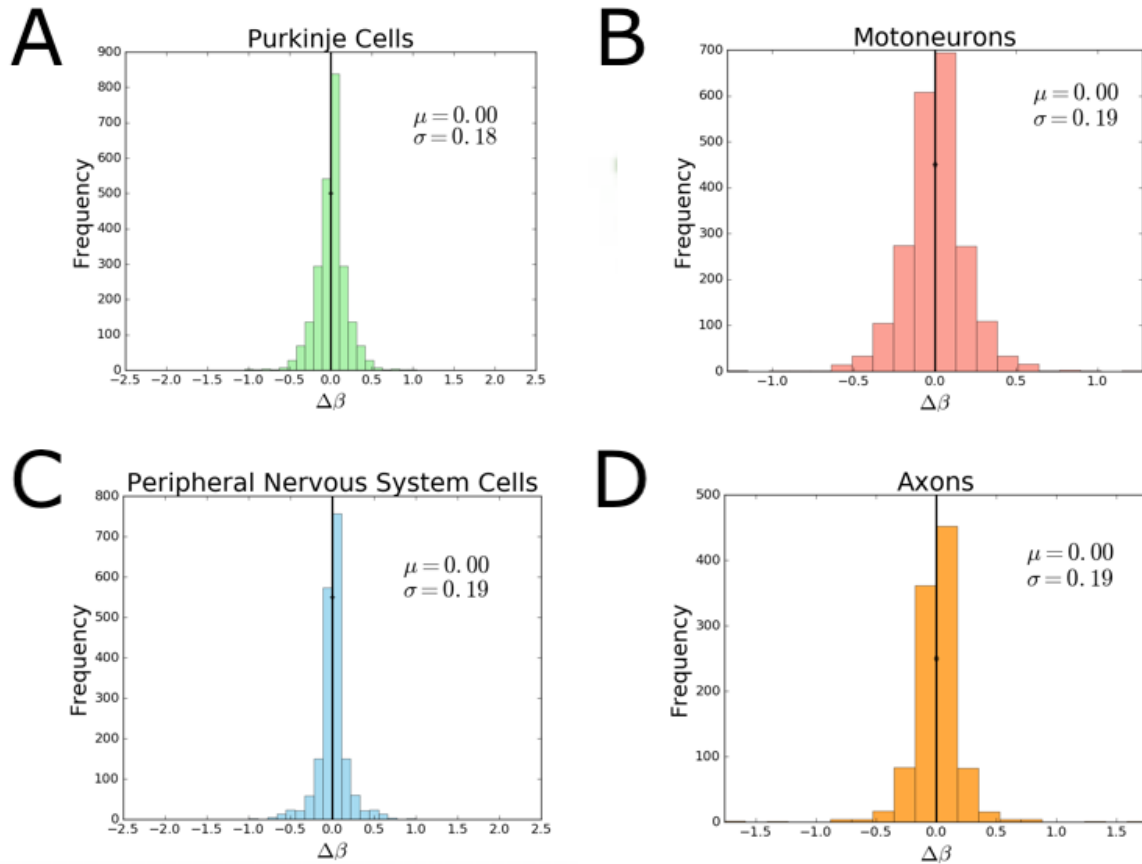 A
Purkinje Cells
900
800
700
600
500
400
300
200
100
0
Frequency
μ = 0.00
σ = 0.18
−2.5 −2.0 −1.5 −1.0 −0.5 0.0 0.5 1.0 1.5 2.0 2.5
Δβ
B
Motoneurons
700
600
500
400
300
200
100
0
Frequency
μ = 0.00
σ = 0.19
−1.0 −0.5 0.0 0.5 1.0
Δβ
C
Peripheral Nervous System Cells
800
700
600
500
400
300
200
100
0
Frequency
μ = 0.00
σ = 0.19
−2.5 −2.0 −1.5 −1.0 −0.5 0.0 0.5 1.0 1.5 2.0 2.5
Δβ
D
Axons
500
400
300
200
100
0
Frequency
μ = 0.00
σ = 0.19
−1.5 −1.0 −0.5 0.0 0.5 1.0 1.5
Δβ